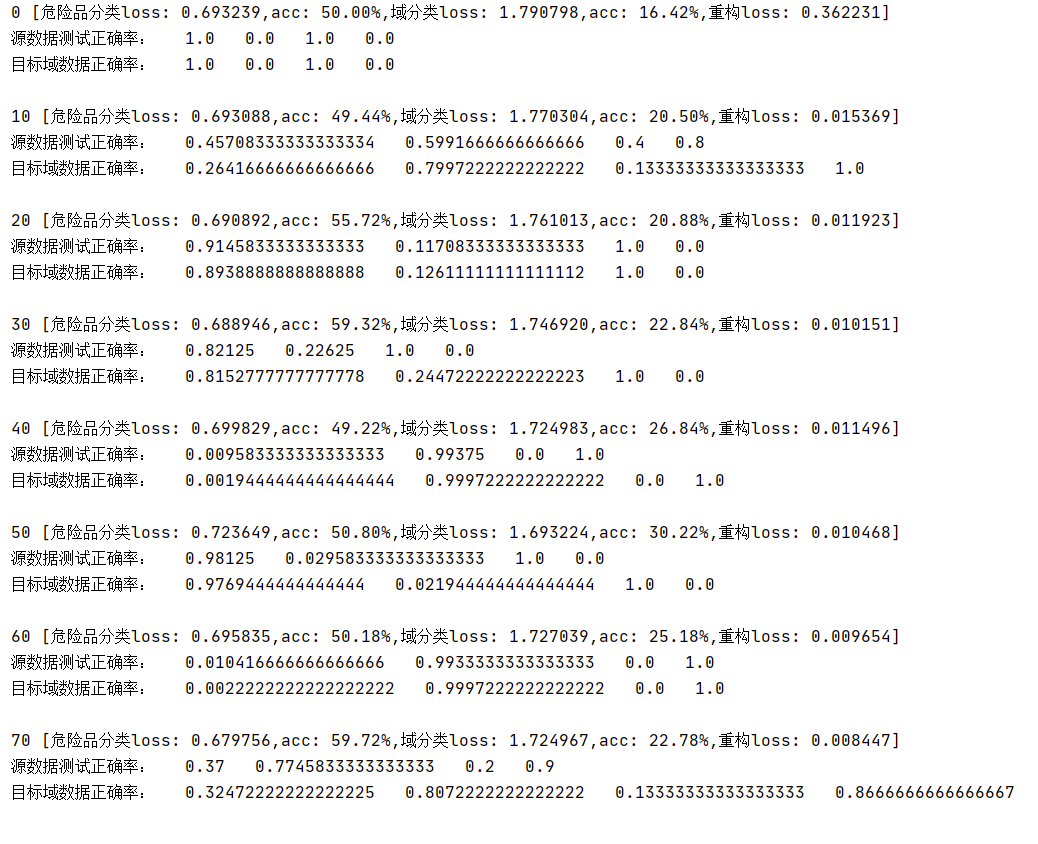 0 [危险品分类loss: 0.693239,acc: 50.00%,域分类loss: 1.790798,acc: 16.42%,重构loss: 0.362231]
源数据测试正确率： 1.0 0.0 1.0 0.0
目标域数据正确率： 1.0 0.0 1.0 0.0
10 [危险品分类loss: 0.693088,acc: 49.44%,域分类loss: 1.770304,acc: 20.50%,重构loss: 0.015369]
源数据测试正确率： 0.45708333333333334 0.5991666666666666 0.4 0.8
目标域数据正确率： 0.26416666666666666 0.7997222222222222 0.13333333333333333 1.0
20 [危险品分类loss: 0.690892,acc: 55.72%,域分类loss: 1.761013,acc: 20.88%,重构loss: 0.011923]
源数据测试正确率： 0.9145833333333333 0.11708333333333333 1.0 0.0
目标域数据正确率： 0.8938888888888888 0.12611111111111112 1.0 0.0
30 [危险品分类loss: 0.688946,acc: 59.32%,域分类loss: 1.746920,acc: 22.84%,重构loss: 0.010151]
源数据测试正确率： 0.82125 0.22625 1.0 0.0
目标域数据正确率： 0.8152777777777778 0.24472222222222223 1.0 0.0
40 [危险品分类loss: 0.699829,acc: 49.22%,域分类loss: 1.724983,acc: 26.84%,重构loss: 0.011496]
源数据测试正确率： 0.009583333333333333 0.99375 0.0 1.0
目标域数据正确率： 0.0019444444444444444 0.9997222222222222 0.0 1.0
50 [危险品分类loss: 0.723649,acc: 50.80%,域分类loss: 1.693224,acc: 30.22%,重构loss: 0.010468]
源数据测试正确率： 0.98125 0.029583333333333333 1.0 0.0
目标域数据正确率： 0.9769444444444444 0.021944444444444444 1.0 0.0
60 [危险品分类loss: 0.695835,acc: 50.18%,域分类loss: 1.727039,acc: 25.18%,重构loss: 0.009654]
源数据测试正确率： 0.010416666666666666 0.9933333333333333 0.0 1.0
目标域数据正确率： 0.0022222222222222222 0.9997222222222222 0.0 1.0
70 [危险品分类loss: 0.679756,acc: 59.72%,域分类loss: 1.724967,acc: 22.78%,重构loss: 0.008447]
源数据测试正确率： 0.37 0.7745833333333333 0.2 0.9
目标域数据正确率： 0.32472222222222225 0.8072222222222222 0.13333333333333333 0.8666666666666667